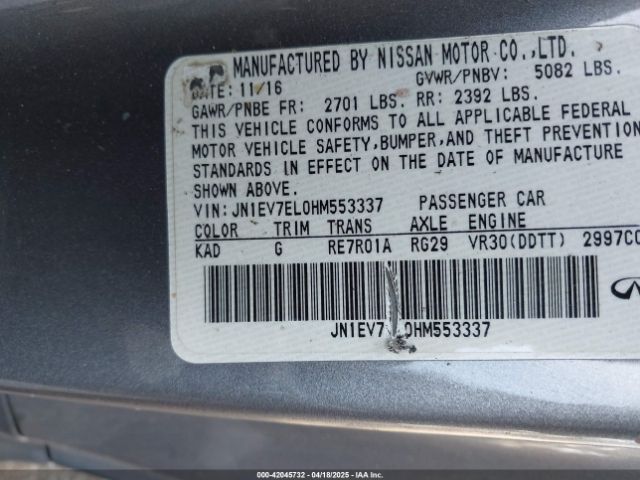 MANUFACTURED BY NISSAN MOTOR CO.,LTD.
DATE: 11/16 GVWR/PNBV: 5082 LBS.
GAWR/PNBE FR: 2701 LBS. RR: 2392 LBS.
THIS VEHICLE CONFORMS TO ALL APPLICABLE FEDERAL
MOTOR VEHICLE SAFETY,BUMPER,AND THEFT PREVENTION
STANDARDS IN EFFECT ON THE DATE OF MANUFACTURE
SHOWN ABOVE.
VIN:JN1EV7EL0HM553337 PASSENGER CAR
COLOR TRIM TRANS AXLE ENGINE
KAD G RE7R01A RG29 VR30(DDTT) 2997CC
JN1EV7 L0HM553337
000-42045732 - 04/18/2025 - IAA Inc.